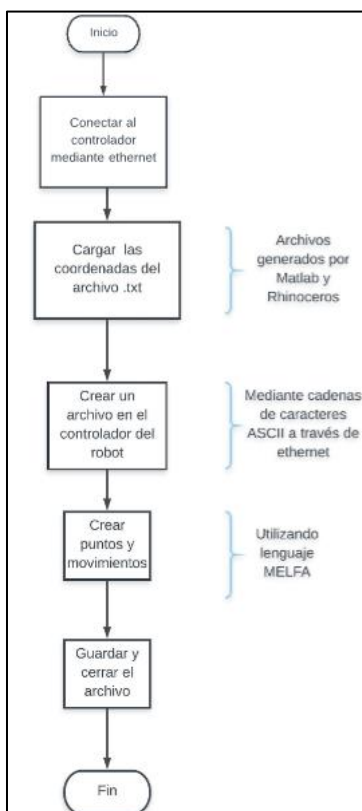 Inicio
Conectar al
controlador
mediante ethernet
Cargar las
coordenadas del
archivo .txt
Archivos
generados por
Matlab y
Rhinoceros
Crear un
archivo en el
controlador del
robot
Mediante cadenas
de caracteres
ASCII a través de
ethernet
Crear
puntos y
movimientos
Utilizando
lenguaje
MELFA
Guardar y
cerrar el
archivo
Fin